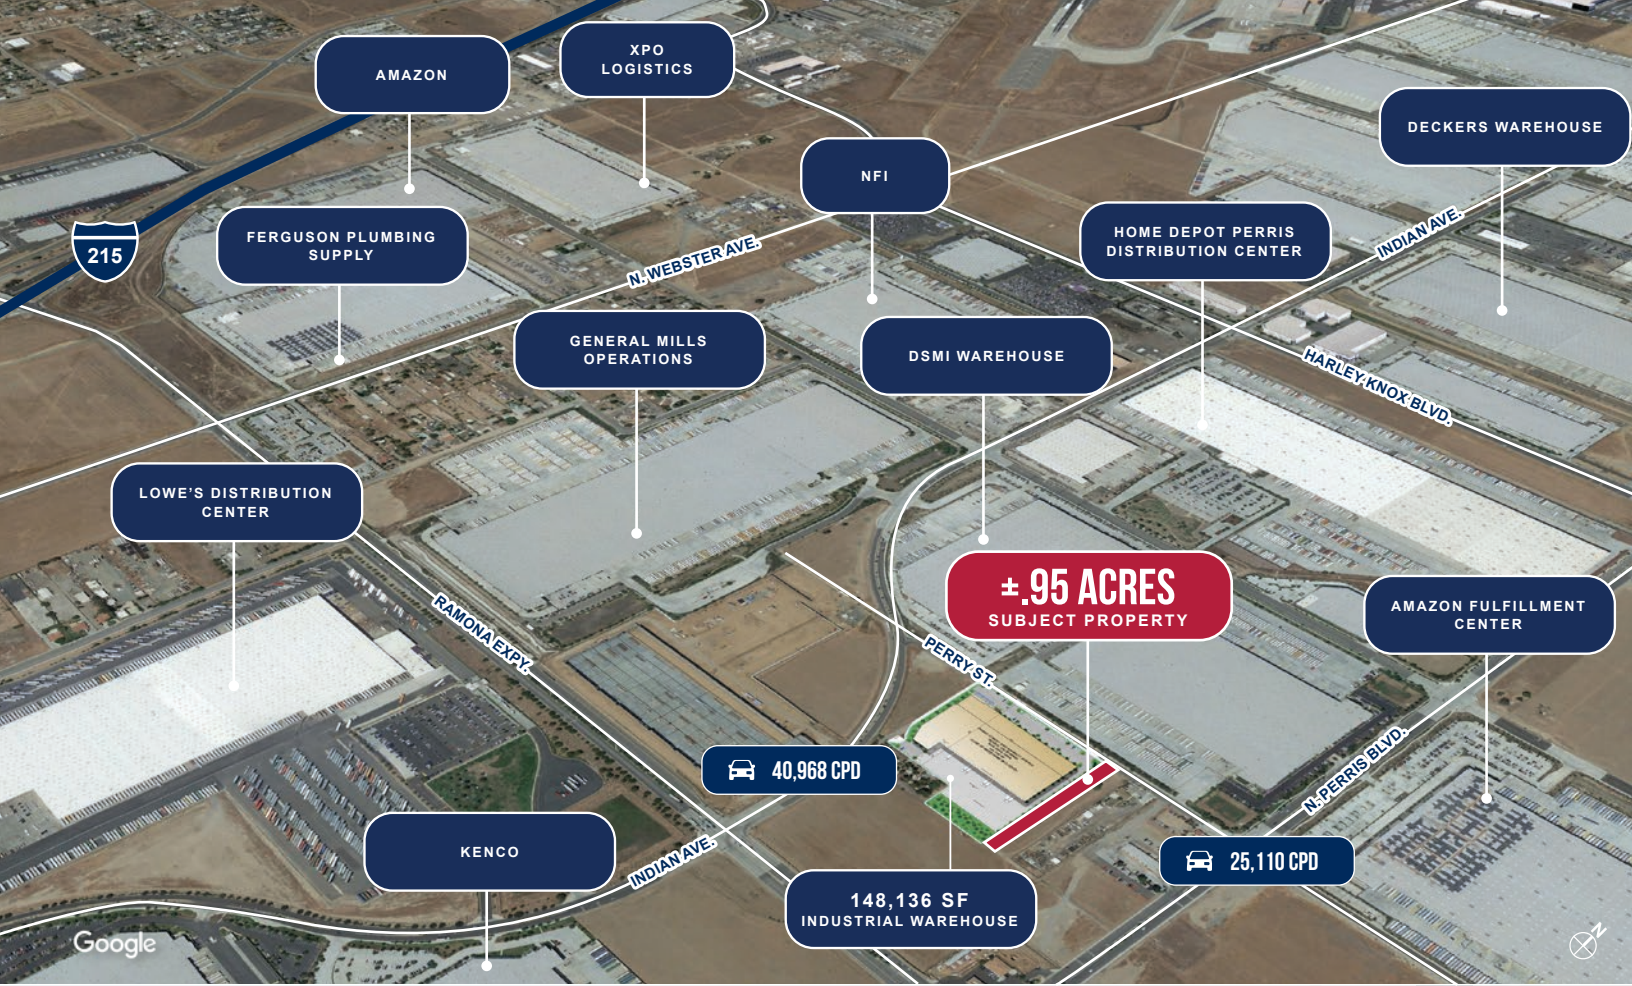 AMAZON
XPO
LOGISTICS
DECKERS WAREHOUSE
NFI
FERGUSON PLUMBING
SUPPLY
215
N. WEBSTER AVE.
HOME DEPOT PERRIS
DISTRIBUTION CENTER
INDIAN AVE.
GENERAL MILLS
OPERATIONS
DSMI WAREHOUSE
HARLEY KNOX BLVD.
LOWE'S DISTRIBUTION
CENTER
±.95 ACRES
SUBJECT PROPERTY
AMAZON FULFILLMENT
CENTER
RAMONA EXPY.
PERRY ST.
40,968 CPD
N. PERRIS BLVD.
KENCO
INDIAN AVE.
25,110 CPD
148,136 SF
INDUSTRIAL WAREHOUSE
Google
N